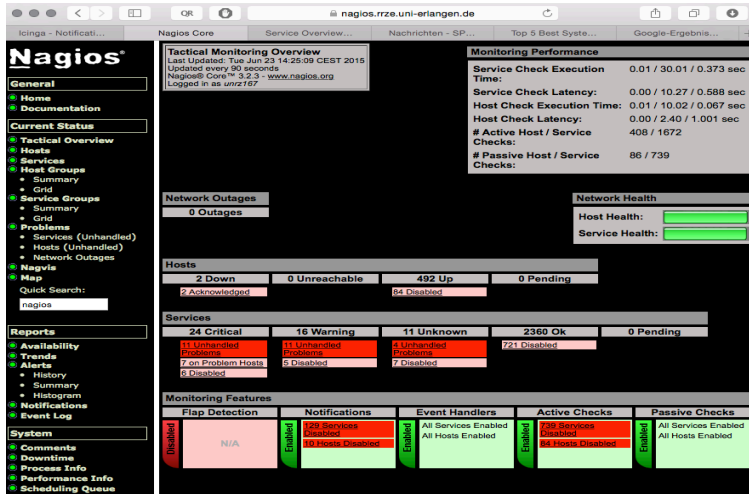 QR
nagios.rrze.uni-erlangen.de
Icinga - Notificati...
Nagios Core
Service Overview...
Nachrichten - SP...
Top 5 Best Syste...
Google-Ergebnis...
Nagios®
General
Home
Documentation
Current Status
Tactical Overview
Hosts
Services
Host Groups
Summary
Grid
Service Groups
Summary
Grid
Problems
Services (Unhandled)
Hosts (Unhandled)
Network Outages
Nagvis
Map
Quick Search:
nagios
Reports
Availability
Trends
Alerts
History
Summary
Histogram
Notifications
Event Log
System
Comments
Downtime
Process Info
Performance Info
Scheduling Queue
Tactical Monitoring Overview
Last Updated: Tue Jun 23 14:25:09 CEST 2015
Updated every 90 seconds
Nagios® Core™ 3.2.3 - www.nagios.org
Logged in as unrz167
Monitoring Performance
Service Check Execution 0.01 / 30.01 / 0.373 sec
Time:
Service Check Latency: 0.00 / 10.27 / 0.588 sec
Host Check Execution Time: 0.01 / 10.02 / 0.067 sec
Host Check Latency: 0.00 / 2.40 / 1.001 sec
# Active Host / Service 408 / 1672
Checks:
# Passive Host / Service 86 / 739
Checks:
Network Outages
0 Outages
Network Health
Host Health:
Service Health:
Hosts
2 Down 0 Unreachable 492 Up 0 Pending
2 Acknowledged 84 Disabled
Services
24 Critical 16 Warning 11 Unknown 2360 Ok 0 Pending
11 Unhandled Problems
7 on Problem Hosts
6 Disabled
11 Unhandled Problems
5 Disabled
4 Unhandled Problems
7 Disabled
721 Disabled
Monitoring Features
Flap Detection Notifications Event Handlers Active Checks Passive Checks
Disabled
N/A
Enabled
129 Services Disabled
10 Hosts Disabled
Enabled
All Services Enabled
All Hosts Enabled
Enabled
739 Services Disabled
84 Hosts Disabled
Enabled
All Services Enabled
All Hosts Enabled